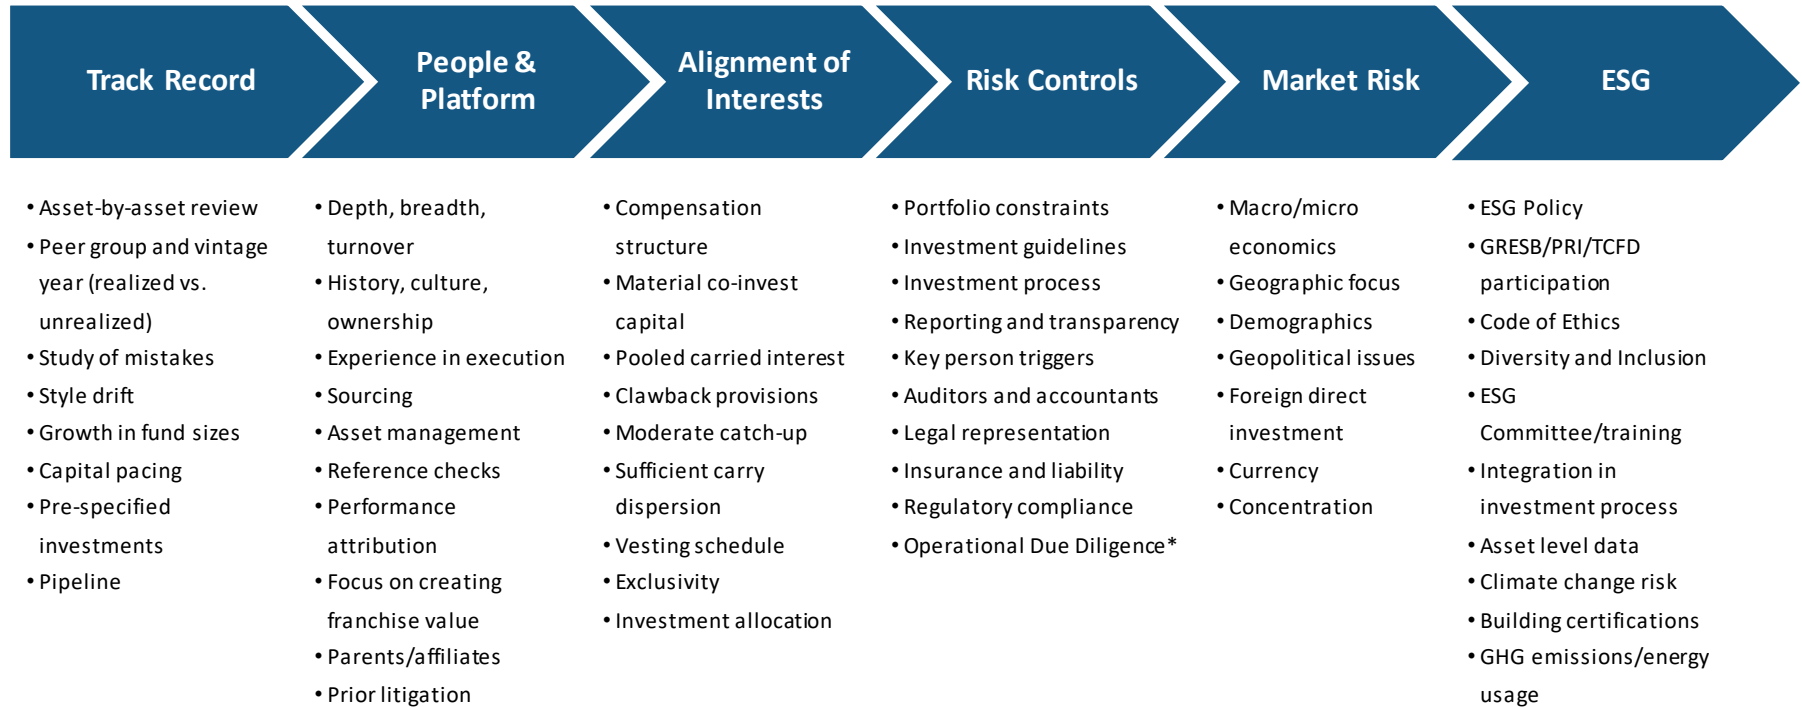 Track Record
People &
Platform
Alignment of
Interests
Risk Controls
Market Risk
ESG
• Asset-by-asset review
• Peer group and vintage
year (realized vs.
unrealized)
• Study of mistakes
• Style drift
• Growth in fund sizes
• Capital pacing
• Pre-specified
investments
• Pipeline
• Depth, breadth,
turnover
• History, culture,
ownership
• Experience in execution
• Sourcing
• Asset management
• Reference checks
• Performance
attribution
• Focus on creating
franchise value
• Parents/affiliates
• Prior litigation
• Compensation
structure
• Material co-invest
capital
• Pooled carried interest
• Clawback provisions
• Moderate catch-up
• Sufficient carry
dispersion
• Vesting schedule
• Exclusivity
• Investment allocation
• Portfolio constraints
• Investment guidelines
• Investment process
• Reporting and transparency
• Key person triggers
• Auditors and accountants
• Legal representation
• Insurance and liability
• Regulatory compliance
• Operational Due Diligence*
• Macro/micro
economics
• Geographic focus
• Demographics
• Geopolitical issues
• Foreign direct
investment
• Currency
• Concentration
• ESG Policy
• GRESB/PRI/TCFD
participation
• Code of Ethics
• Diversity and Inclusion
• ESG
Committee/training
• Integration in
investment process
• Asset level data
• Climate change risk
• Building certifications
• GHG emissions/energy
usage